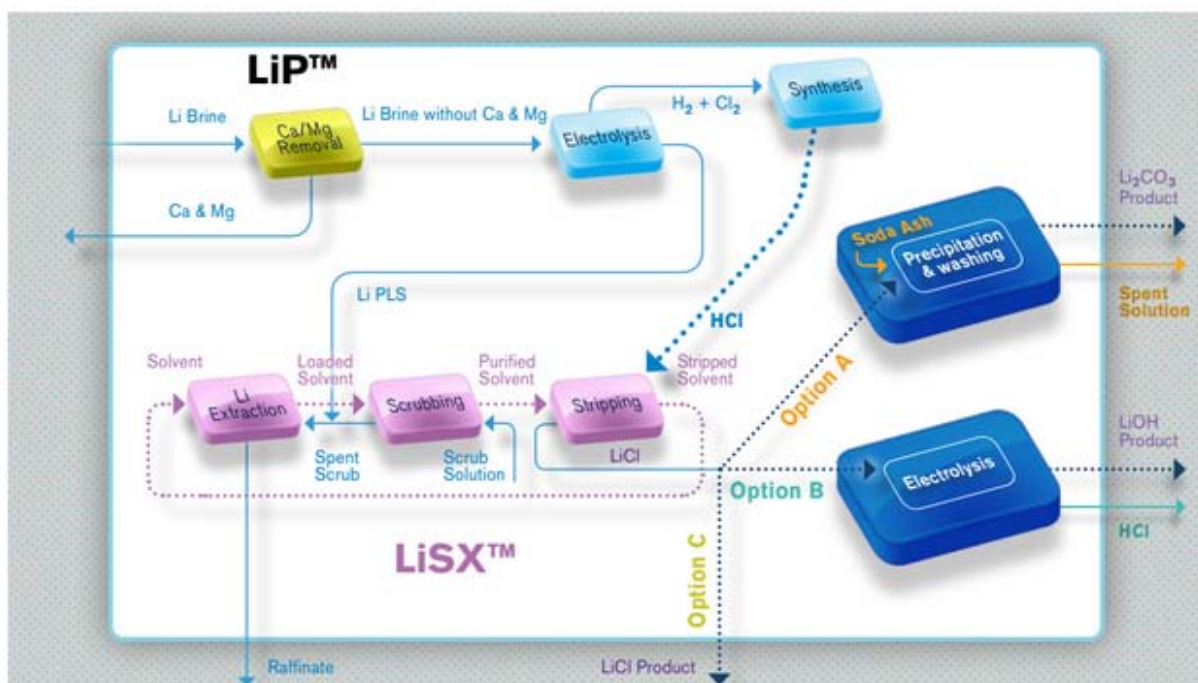 LiP™
Li Brine
Ca/Mg
Removal
Li Brine without Ca & Mg
Electrolysis
H₂ + Cl₂
Synthesis
Ca & Mg
Li₂CO₃
Product
Soda Ash
Precipitation
& washing
Spent
Solution
Li PLS
HCl
Option A
Solvent
Loaded
Solvent
Purified
Solvent
Stripped
Solvent
Li
Extraction
Scrubbing
Stripping
Spent
Scrub
Scrub
Solution
LiCl
Option B
Electrolysis
LiOH
Product
HCl
LiSX™
Option C
Raffinate
LiCl Product